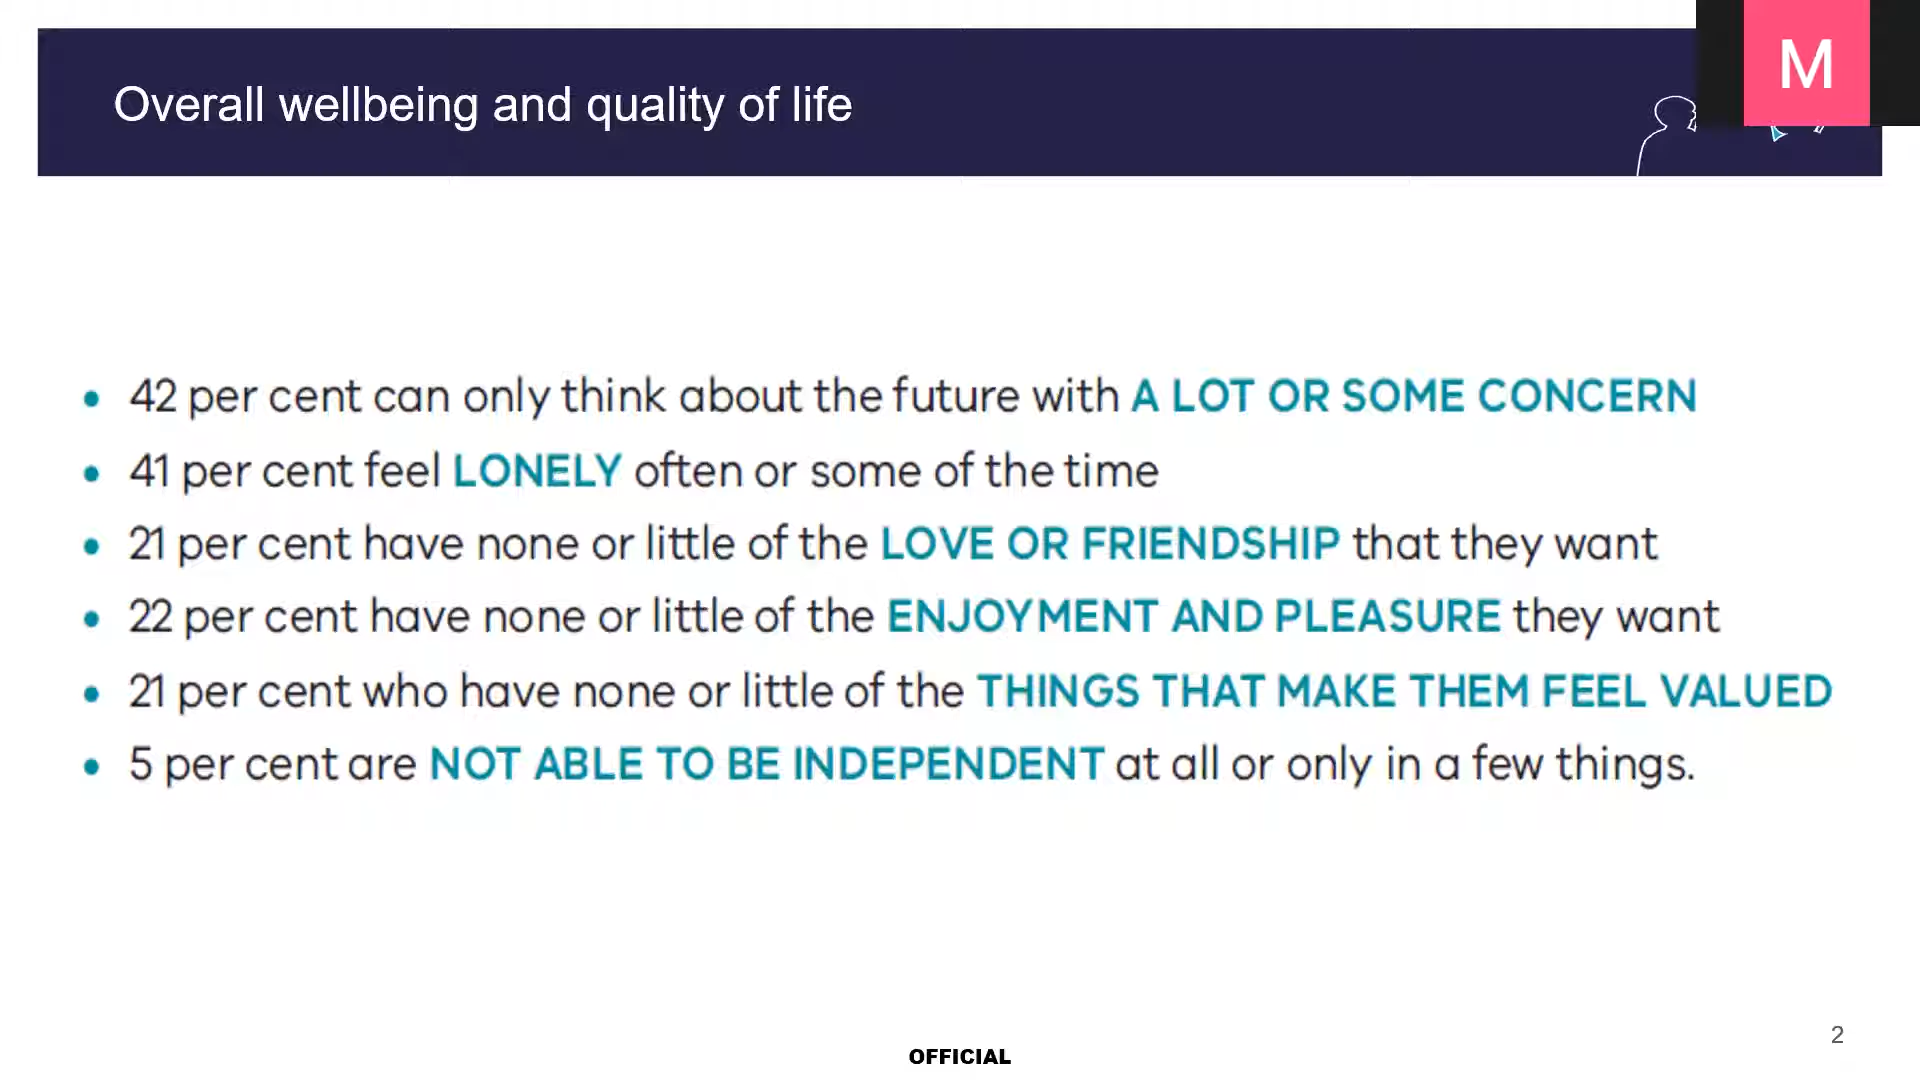 M
Overall wellbeing and quality of life
• 42 per cent can only think about the future with A LOT OR SOME CONCERN
• 41 per cent feel LONELY often or some of the time
• 21 per cent have none or little of the LOVE OR FRIENDSHIP that they want
• 22 per cent have none or little of the ENJOYMENT AND PLEASURE they want
• 21 per cent who have none or little of the THINGS THAT MAKE THEM FEEL VALUED
• 5 per cent are NOT ABLE TO BE INDEPENDENT at all or only in a few things.
2
OFFICIAL